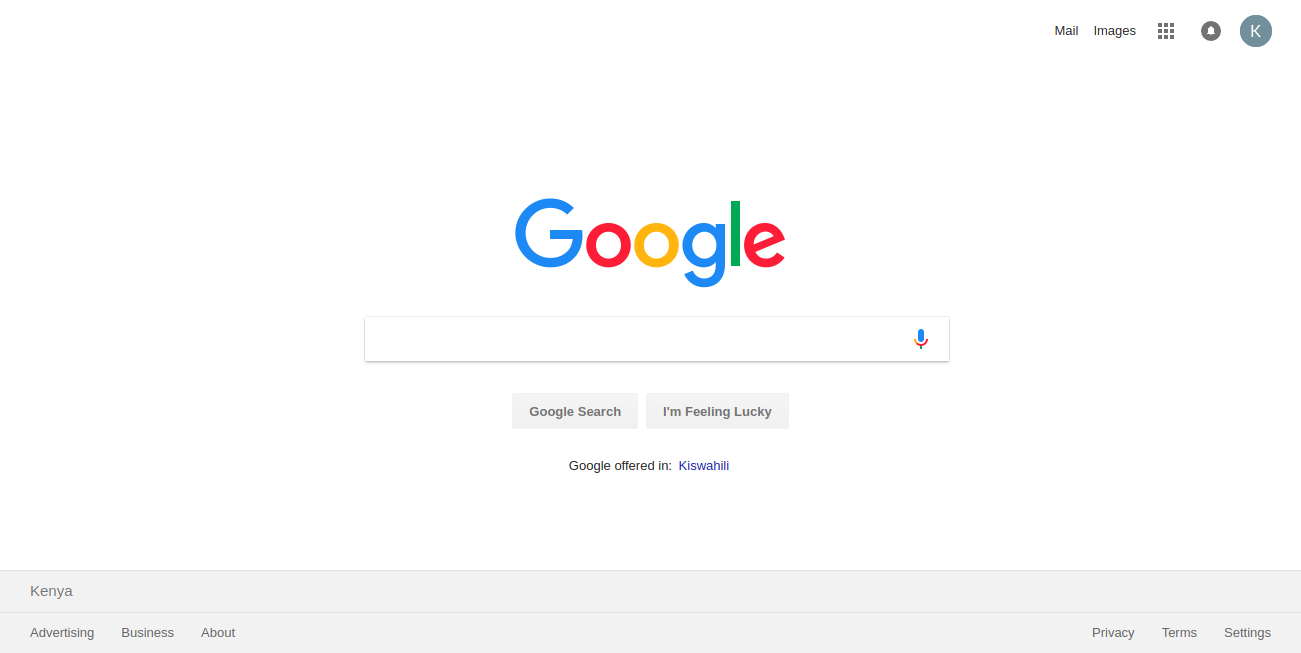 Mail Images K
Google
Google Search I'm Feeling Lucky
Google offered in: Kiswahili
Kenya
Advertising Business About Privacy Terms Settings